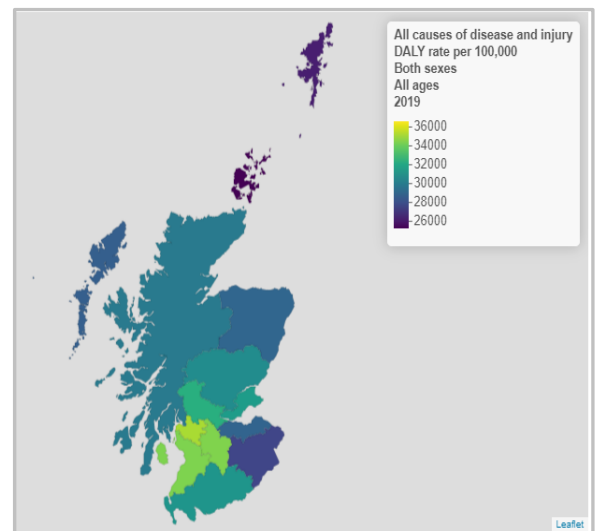 All causes of disease and injury
DALY rate per 100,000
Both sexes
All ages
2019
36000
34000
32000
30000
28000
26000
Leaflet